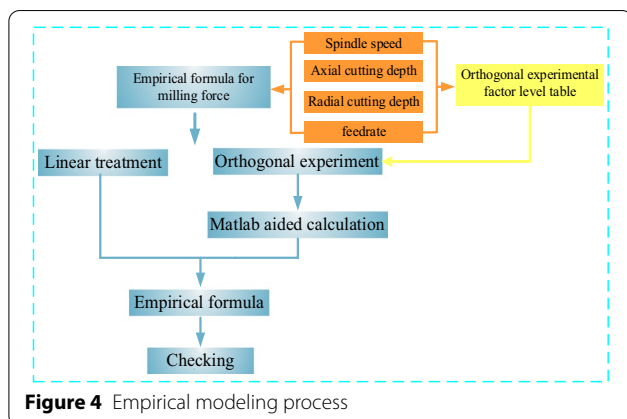 Spindle speed
Axial cutting depth
Radial cutting depth
feedrate
Empirical formula for
milling force
Orthogonal experimental
factor level table
Linear treatment
Orthogonal experiment
Matlab aided calculation
Empirical formula
Checking
Figure 4 Empirical modeling process